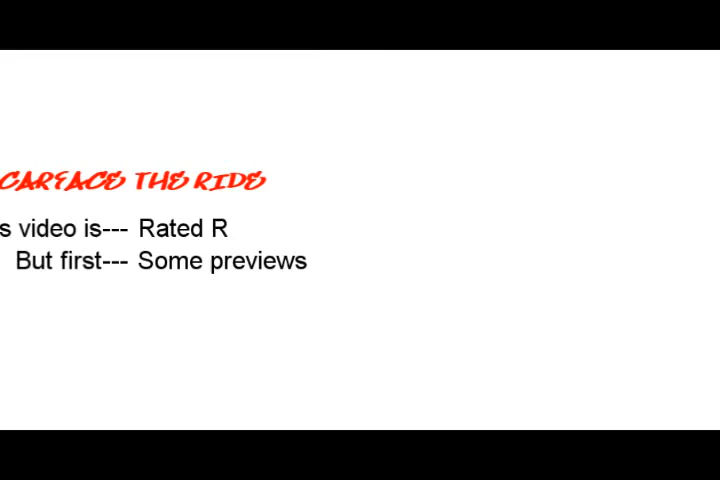 CARFACE THE RIDE
s video is--- Rated R
But first--- Some previews